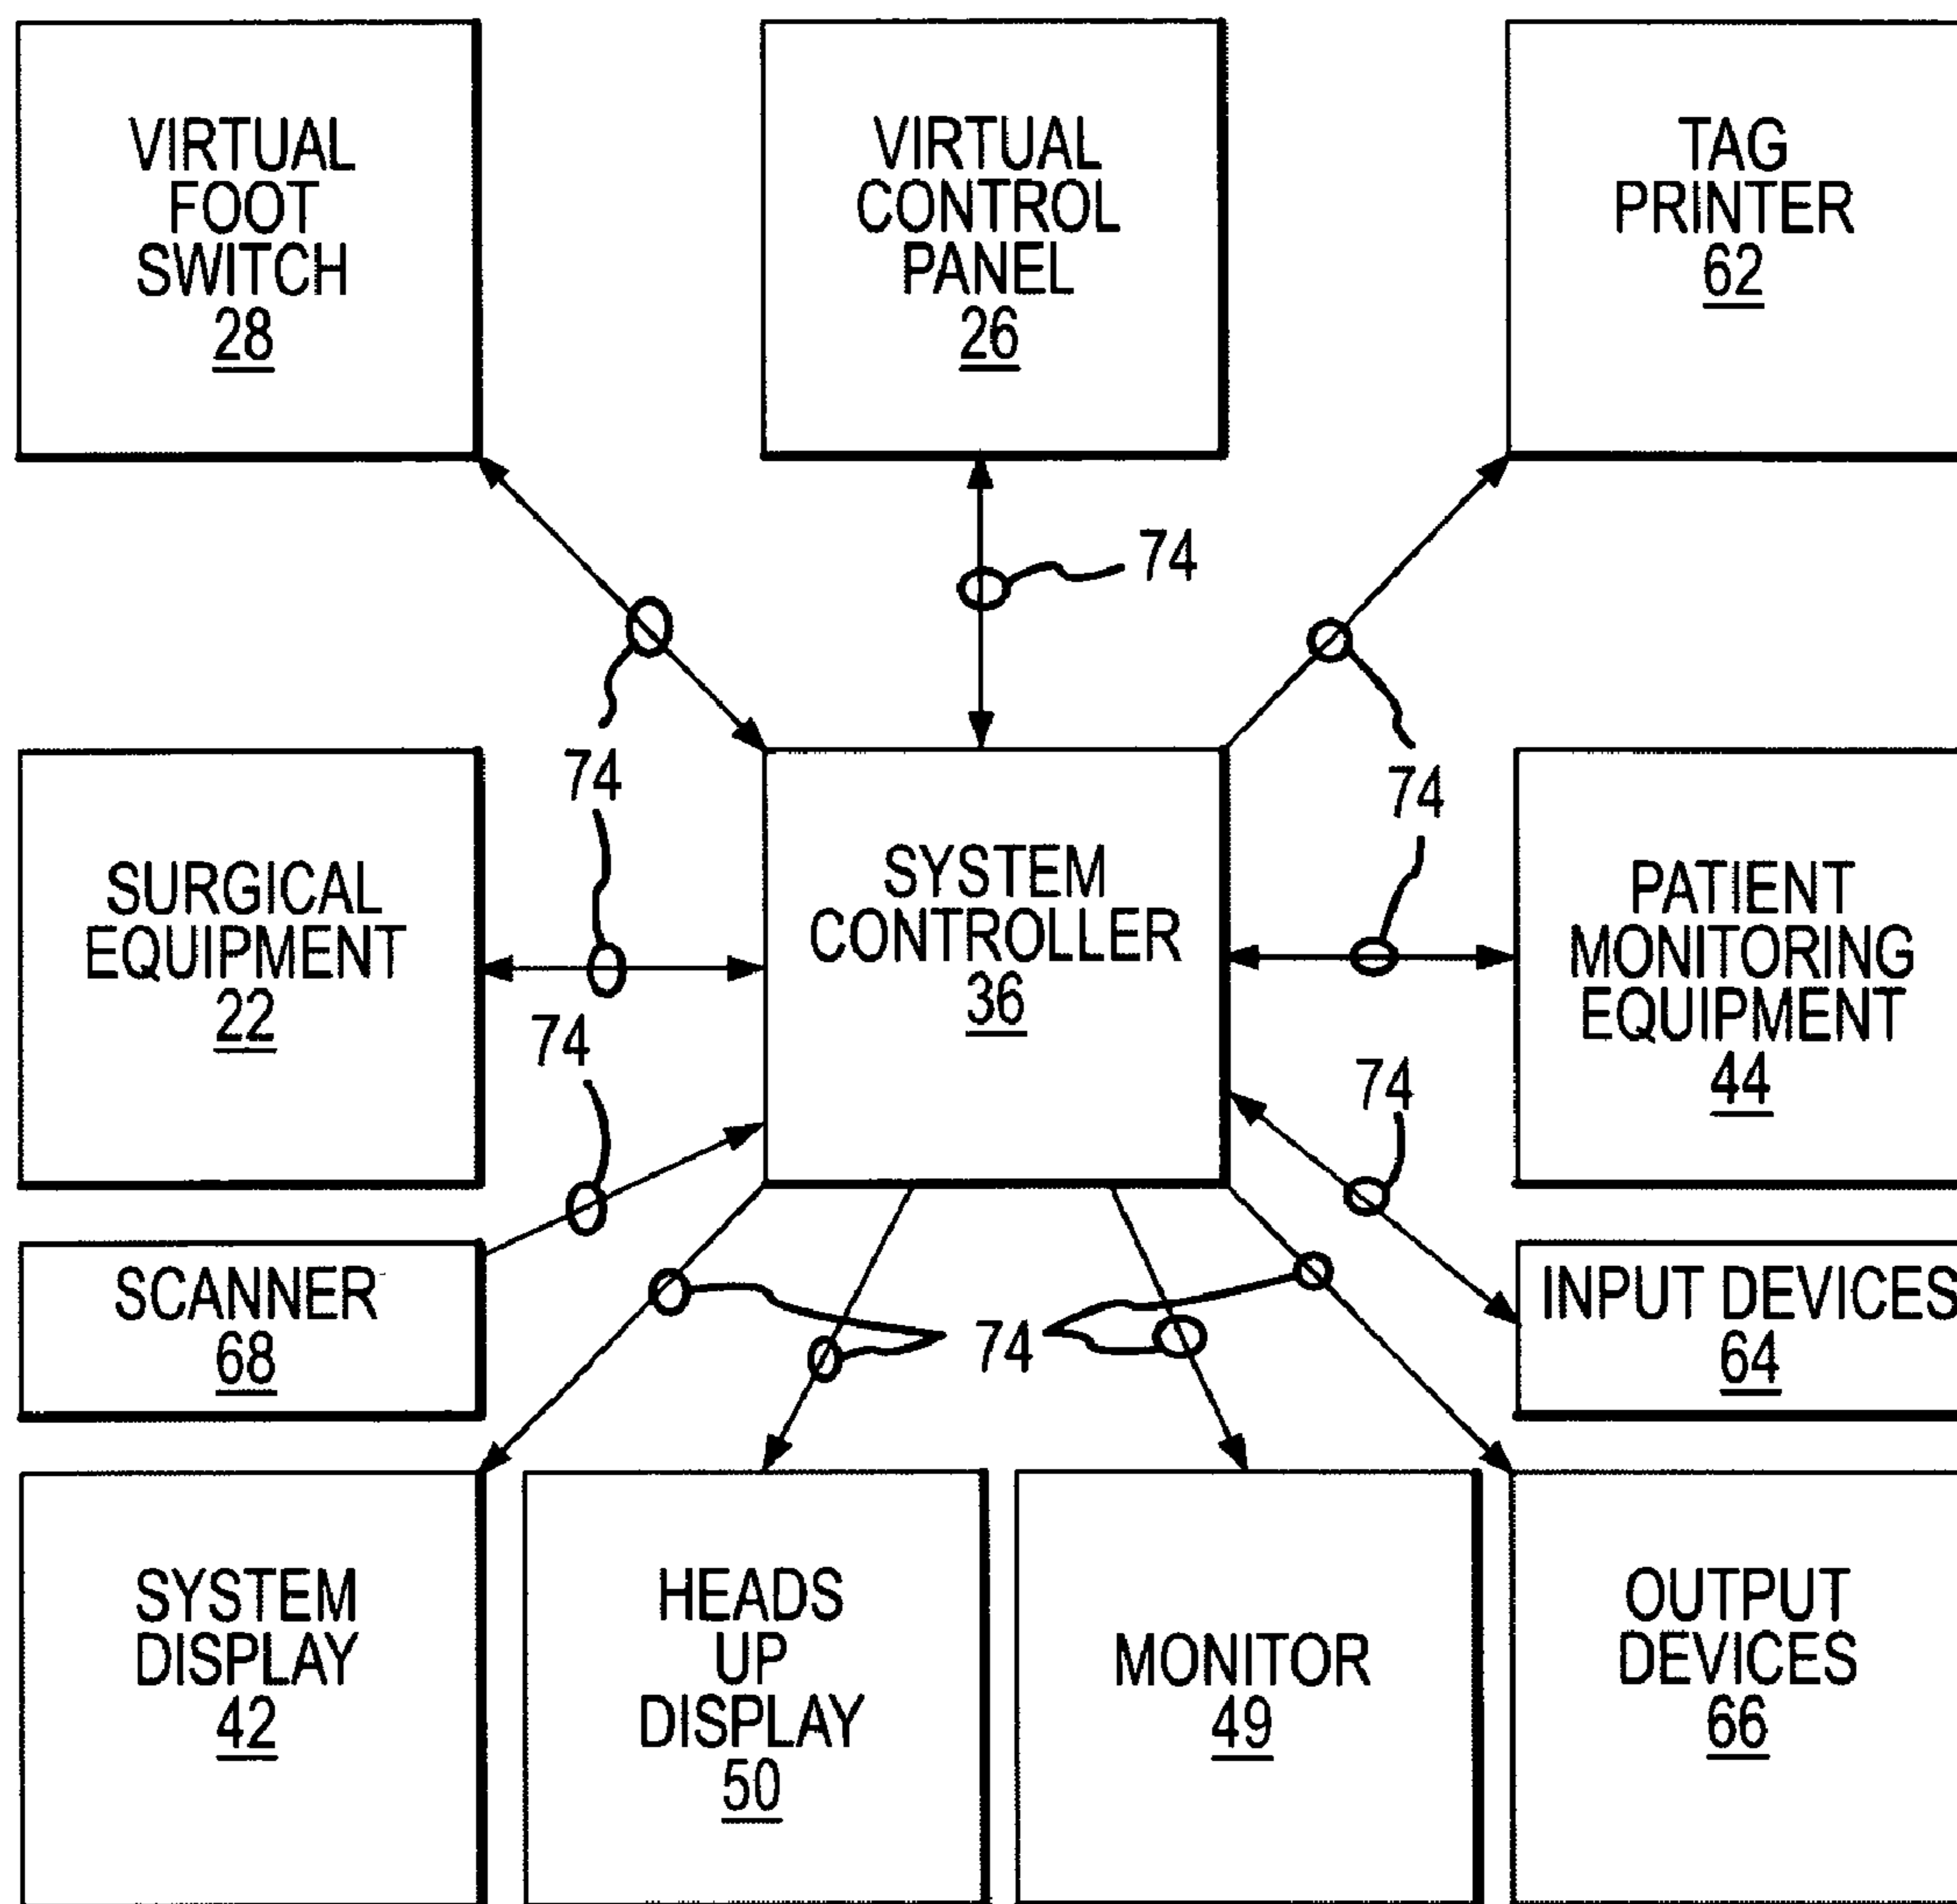 VIRTUAL
FOOT
SWITCH
28
VIRTUAL
CONTROL
PANEL
26
TAG
PRINTER
62
74
74
74
SURGICAL
EQUIPMENT
22
SYSTEM
CONTROLLER
36
PATIENT
MONITORING
EQUIPMENT
44
74
74
SCANNER
68
74
INPUT DEVICES
64
SYSTEM
DISPLAY
42
HEADS
UP
DISPLAY
50
MONITOR
49
OUTPUT
DEVICES
66